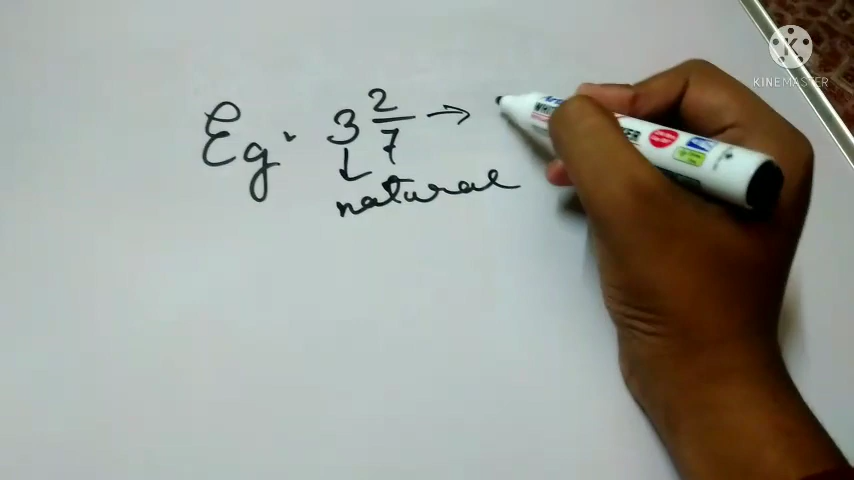 Eg. 3 2/7 →
↓
natural
KINEMASTER